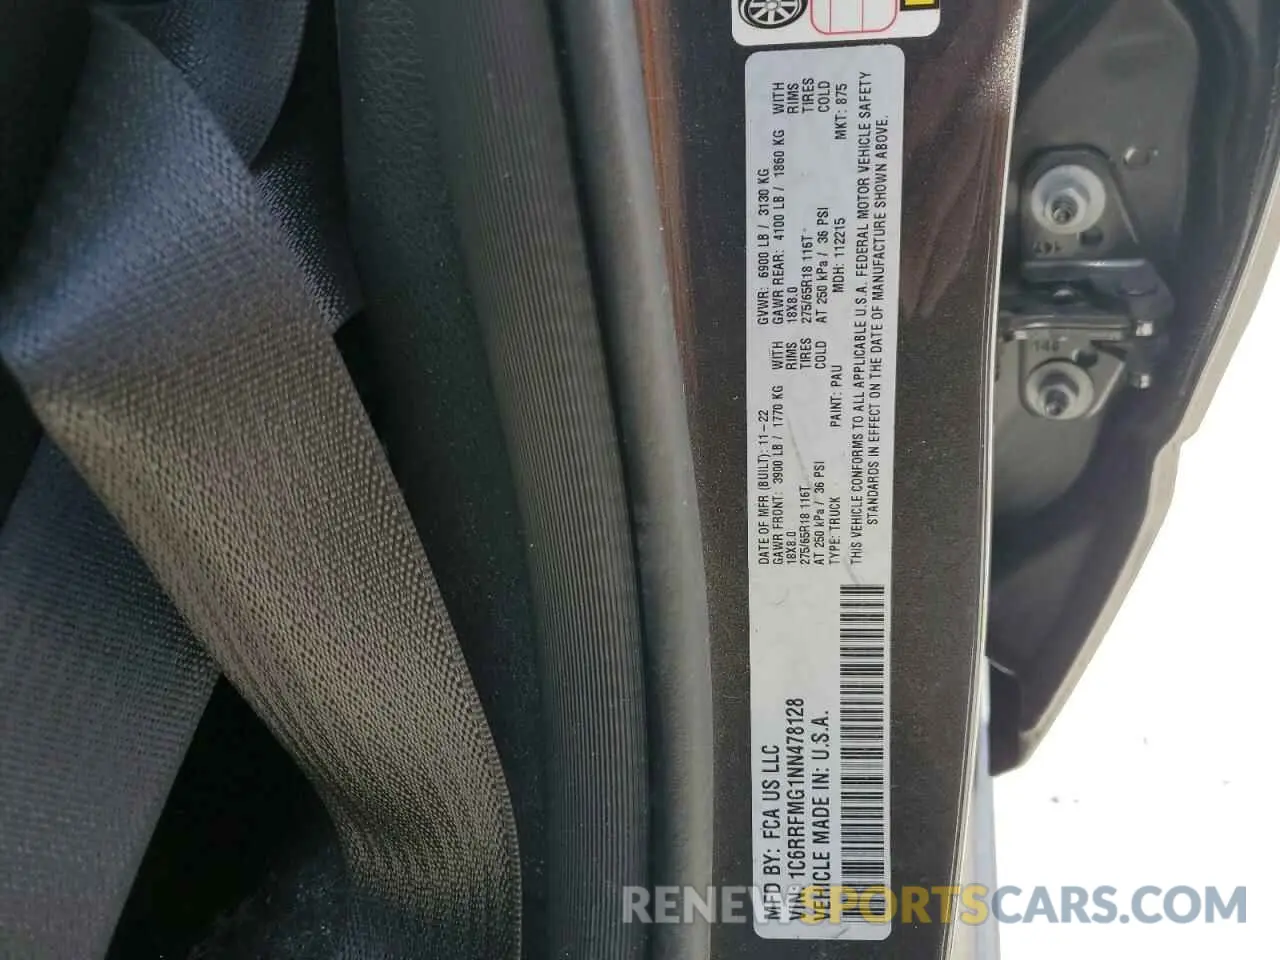 MFD BY: FCA US LLC
VIN: 1C6RRFMG1NN478128
VEHICLE MADE IN: U.S.A.
DATE OF MFR (BUILT): 11-22 GVWR: 6900 LB / 3130 KG
GAWR FRONT: 3900 LB / 1770 KG WITH GAWR REAR: 4100 LB / 1860 KG WITH
18X8.0 RIMS 18X8.0 RIMS
275/65R18 116T TIRES 275/65R18 116T TIRES
AT 250 kPa / 36 PSI COLD AT 250 kPa / 36 PSI COLD
TYPE: TRUCK PAINT: PAU MDH: 112215 MKT: 875
THIS VEHICLE CONFORMS TO ALL APPLICABLE U.S.A. FEDERAL MOTOR VEHICLE SAFETY
STANDARDS IN EFFECT ON THE DATE OF MANUFACTURE SHOWN ABOVE.
RENEWSPORTSCARS.COM